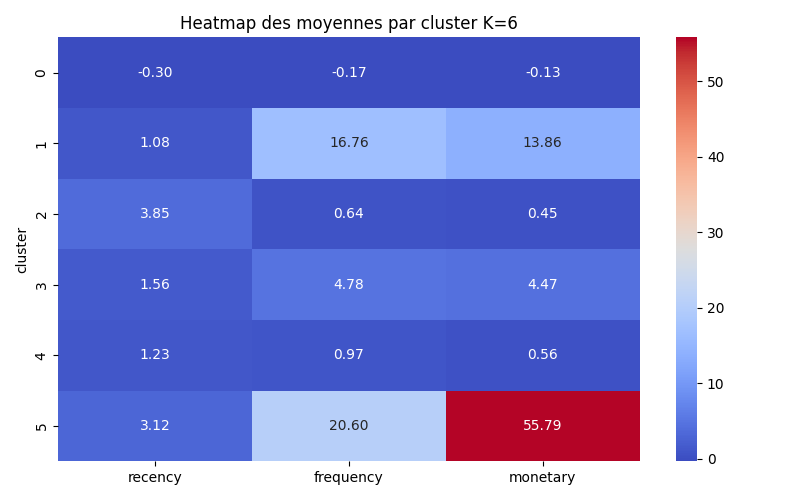 Heatmap des moyennes par cluster K=6
cluster
0 -0.30 -0.17 -0.13
1 1.08 16.76 13.86
2 3.85 0.64 0.45
3 1.56 4.78 4.47
4 1.23 0.97 0.56
5 3.12 20.60 55.79
recency frequency monetary
50
40
30
20
10
0